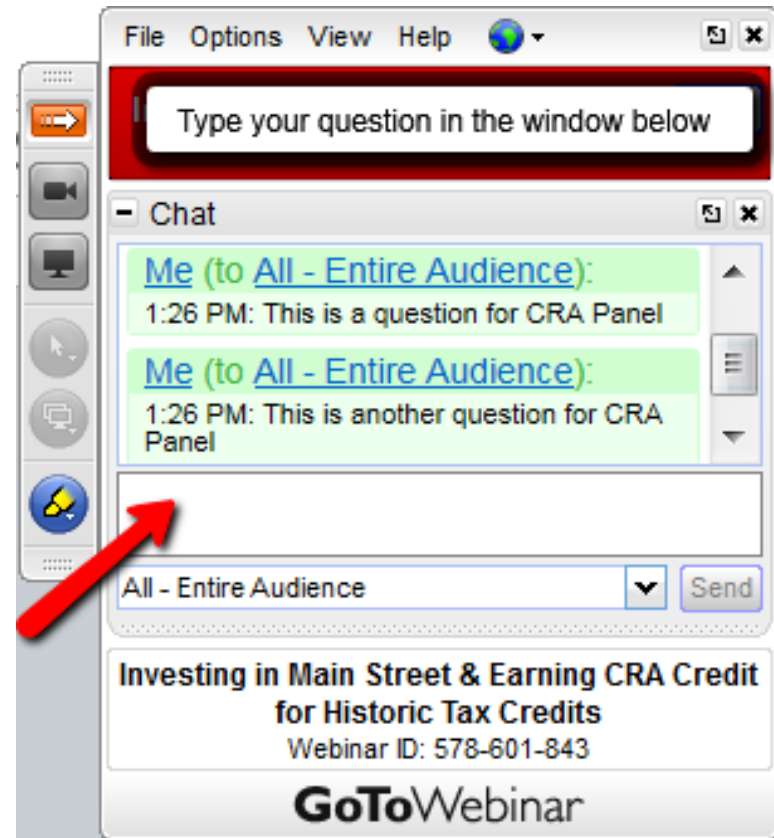 File Options View Help
Type your question in the window below
Chat
Me (to All - Entire Audience):
1:26 PM: This is a question for CRA Panel
Me (to All - Entire Audience):
1:26 PM: This is another question for CRA
Panel
All - Entire Audience
Send
Investing in Main Street & Earning CRA Credit
for Historic Tax Credits
Webinar ID: 578-601-843
GoToWebinar